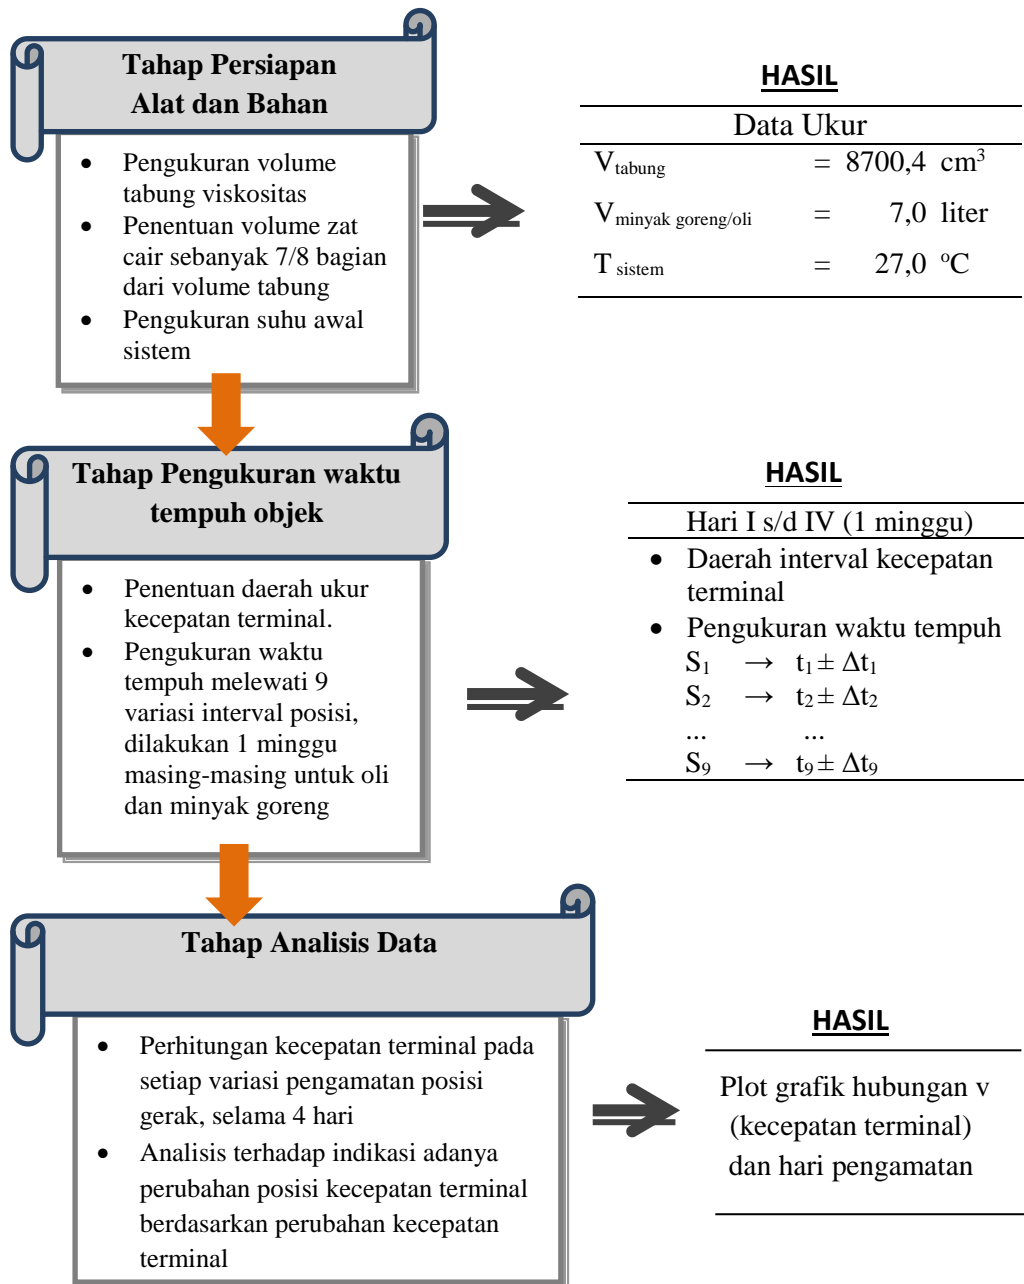 Tahap Persiapan
Alat dan Bahan
• Pengukuran volume
tabung viskositas
• Penentuan volume zat
cair sebanyak 7/8 bagian
dari volume tabung
• Pengukuran suhu awal
sistem
HASIL
Data Ukur
V tabung = 8700,4 cm³
V minyak goreng/oli = 7,0 liter
T sistem = 27,0 ⁰C
Tahap Pengukuran waktu
tempuh objek
• Penentuan daerah ukur
kecepatan terminal.
• Pengukuran waktu
tempuh melewati 9
variasi interval posisi,
dilakukan 1 minggu
masing-masing untuk oli
dan minyak goreng
HASIL
Hari I s/d IV (1 minggu)
• Daerah interval kecepatan
terminal
• Pengukuran waktu tempuh
S₁ → t₁ ± Δt₁
S₂ → t₂ ± Δt₂
... ...
S₉ → t₉ ± Δt₉
Tahap Analisis Data
• Perhitungan kecepatan terminal pada
setiap variasi pengamatan posisi
gerak, selama 4 hari
• Analisis terhadap indikasi adanya
perubahan posisi kecepatan terminal
berdasarkan perubahan kecepatan
terminal
HASIL
Plot grafik hubungan v
(kecepatan terminal)
dan hari pengamatan